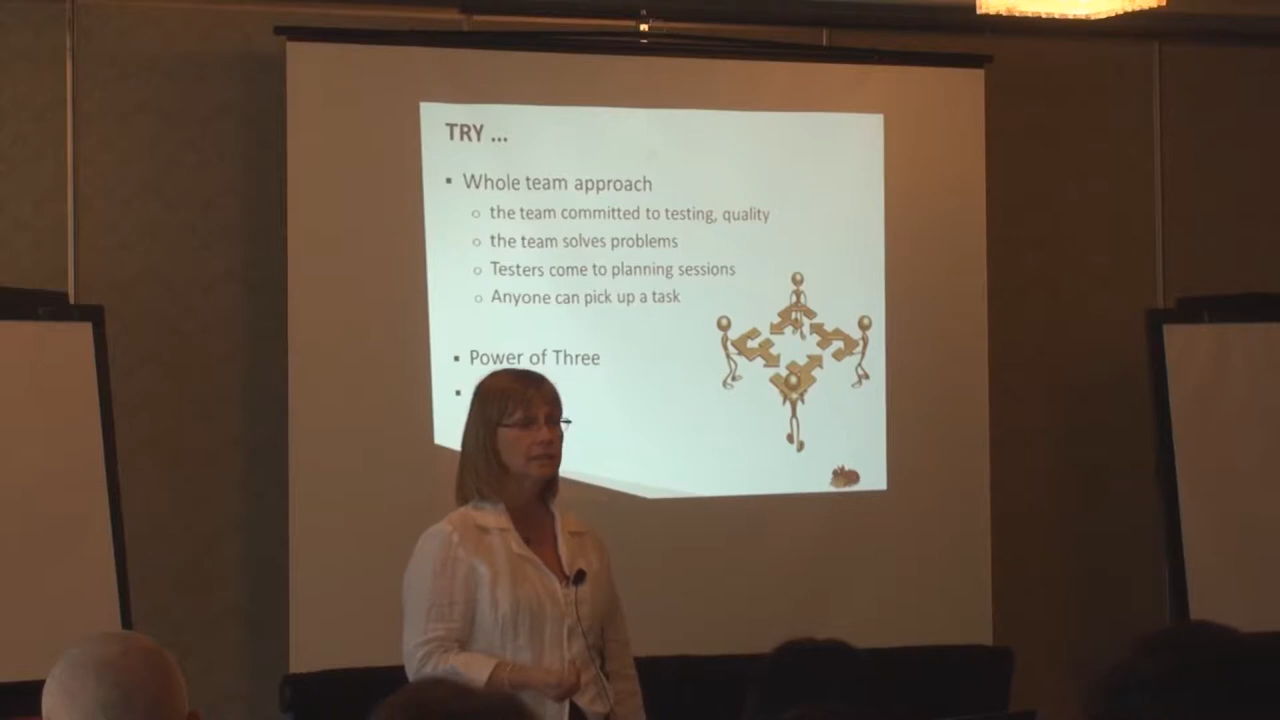 TRY ...
▪ Whole team approach
o the team committed to testing, quality
o the team solves problems
o Testers come to planning sessions
o Anyone can pick up a task
▪ Power of Three
▪